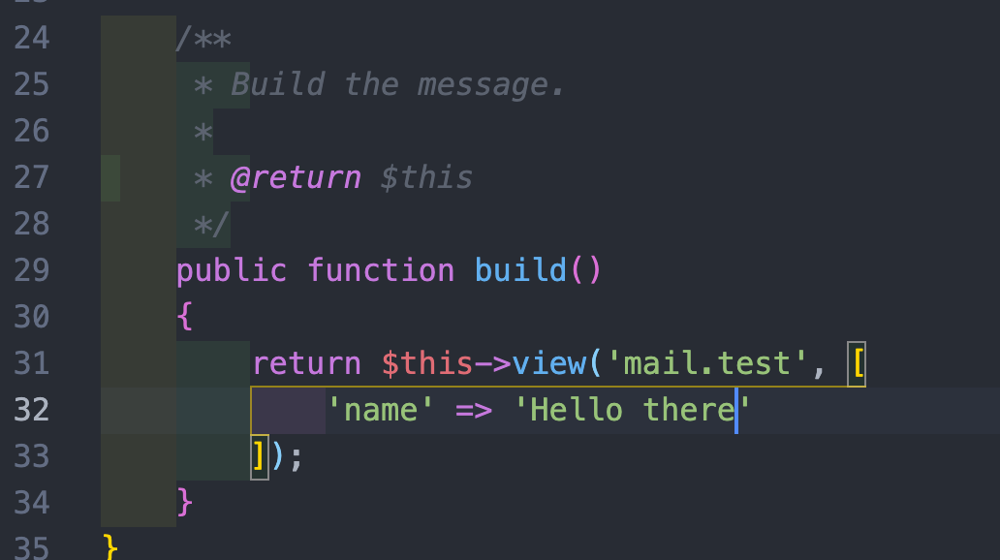 24 /**
25 * Build the message.
26 *
27 * @return $this
28 */
29 public function build()
30 {
31 return $this->view('mail.test', [
32 'name' => 'Hello there'
33 ]);
34 }
35 }